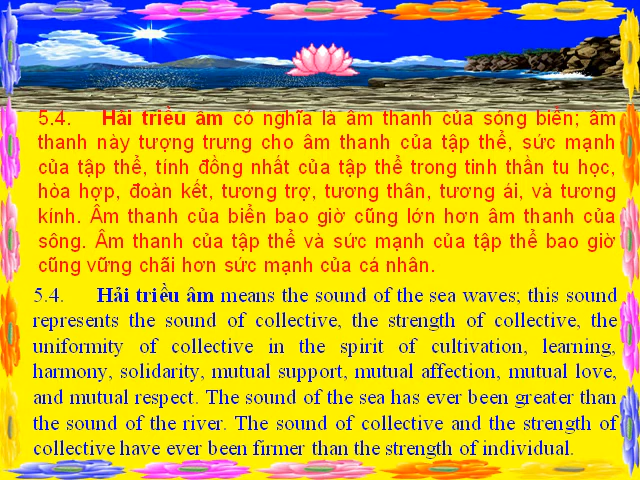 5.4. Hải triều âm có nghĩa là âm thanh của sóng biển; âm
thanh này tượng trưng cho âm thanh của tập thể, sức mạnh
của tập thể, tính đồng nhất của tập thể trong tinh thần tu học,
hòa hợp, đoàn kết, tương trợ, tương thân, tương ái, và tương
kính. Âm thanh của biển bao giờ cũng lớn hơn âm thanh của
sông. Âm thanh của tập thể và sức mạnh của tập thể bao giờ
cũng vững chãi hơn sức mạnh của cá nhân.
5.4. Hải triều âm means the sound of the sea waves; this sound
represents the sound of collective, the strength of collective, the
uniformity of collective in the spirit of cultivation, learning,
harmony, solidarity, mutual support, mutual affection, mutual love,
and mutual respect. The sound of the sea has ever been greater than
the sound of the river. The sound of collective and the strength of
collective have ever been firmer than the strength of individual.